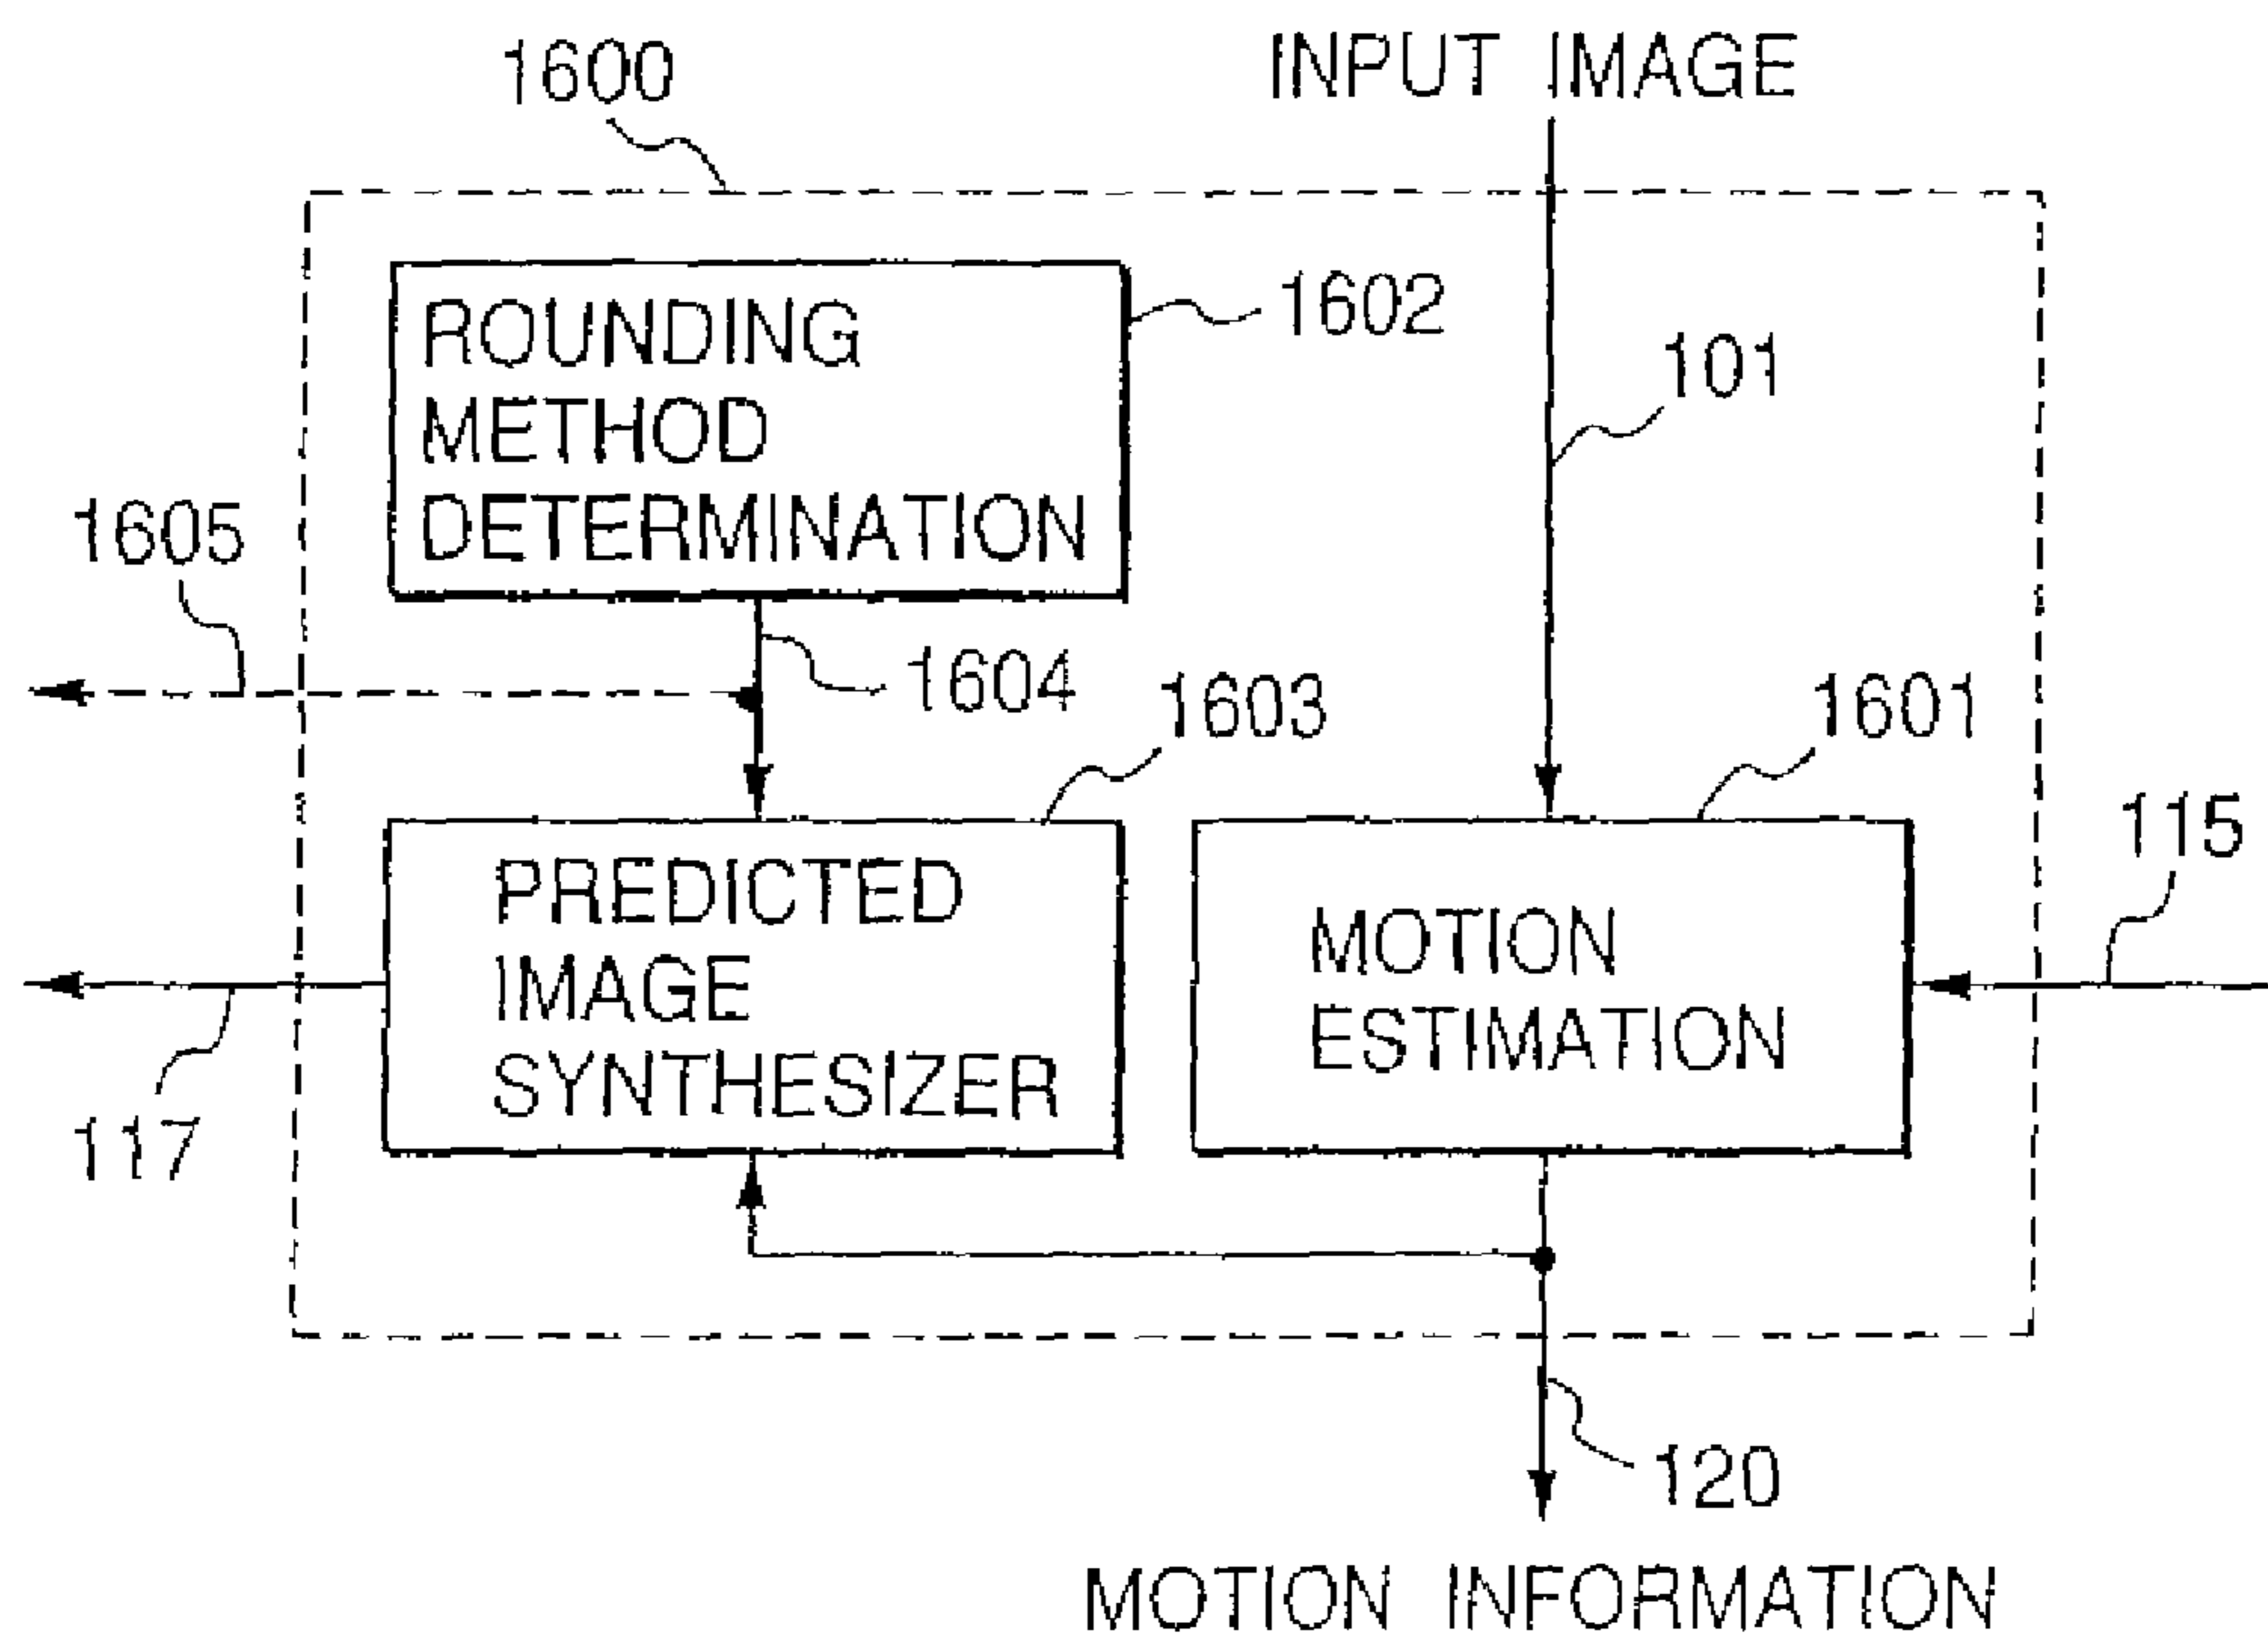 1600
INPUT IMAGE
ROUNDING
METHOD
DETERMINATION
1602
101
1605
1604
1603
1601
115
PREDICTED
IMAGE
SYNTHESIZER
MOTION
ESTIMATION
117
120
MOTION INFORMATION